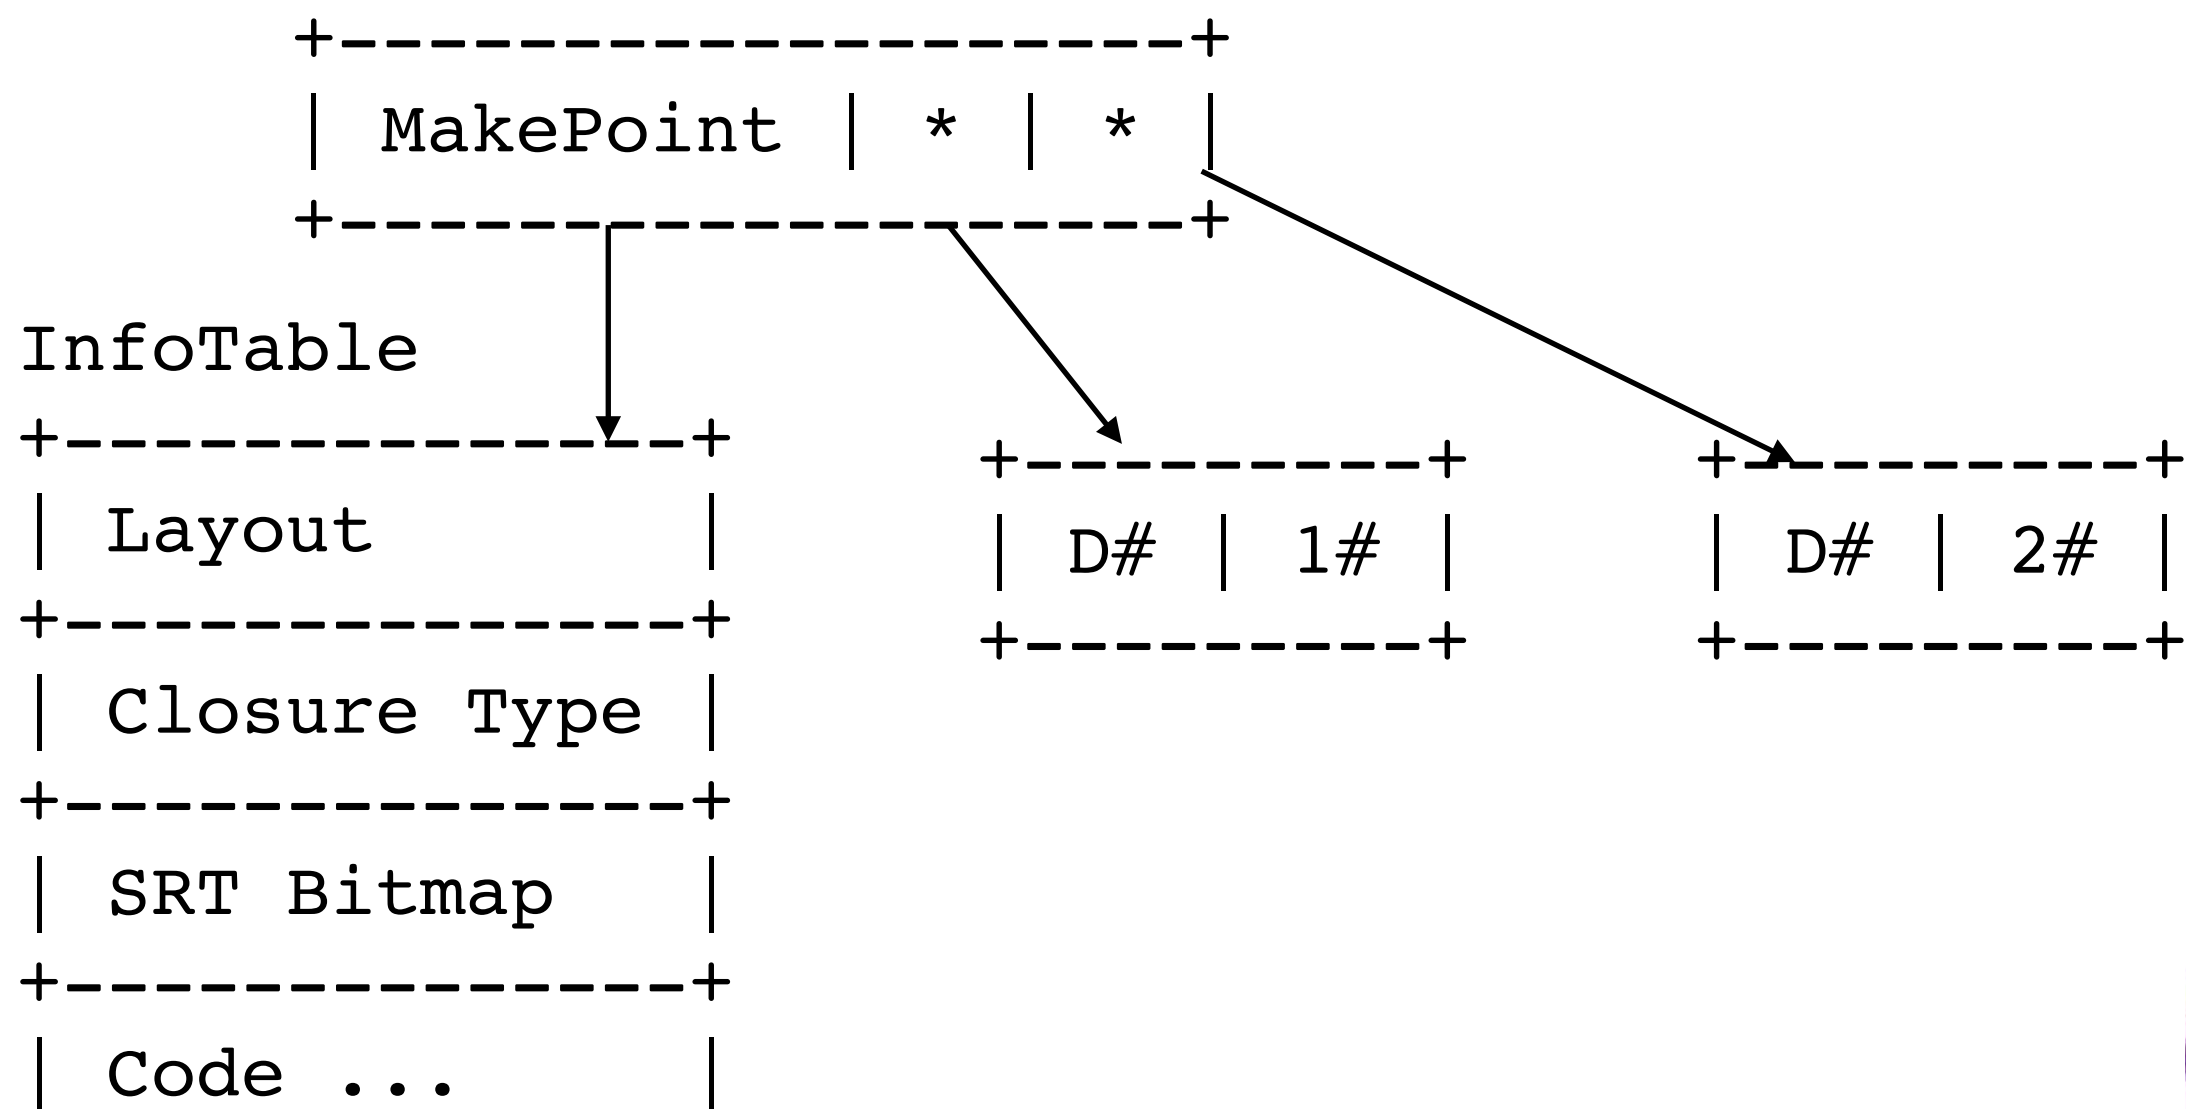 +-------------------+
| MakePoint | * | * |
+-------------------+
InfoTable
+--------------+
| Layout |
+--------------+
| Closure Type |
+--------------+
| SRT Bitmap |
+--------------+
| Code ... |
+---------+
| D# | 1# |
+---------+
+---------+
| D# | 2# |
+---------+